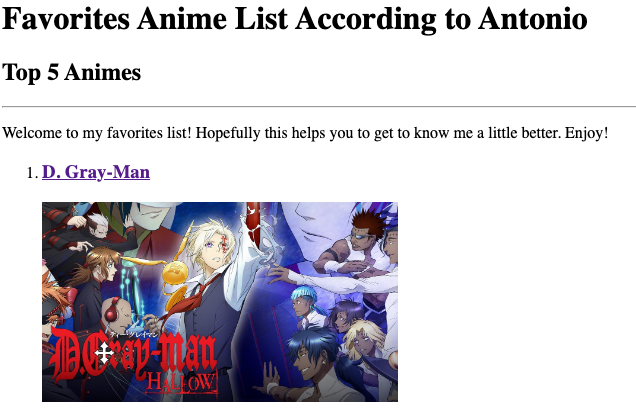 Favorites Anime List According to Antonio
Top 5 Animes
Welcome to my favorites list! Hopefully this helps you to get to know me a little better. Enjoy!
1. D. Gray-Man
ディー・グレイマン
D.Gray-man
HALLOW